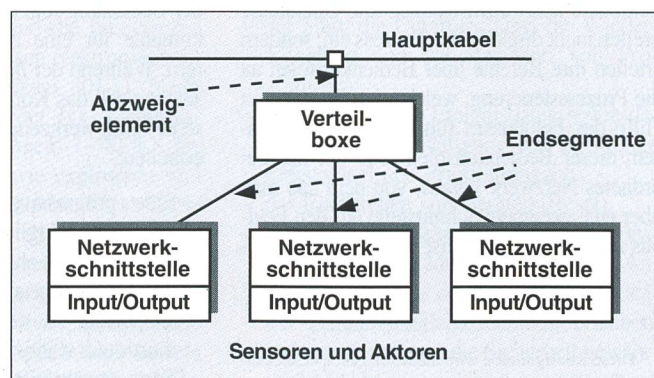 Hauptkabel
Abzweig-
element
Verteil-
boxe
Endsegmente
Netzwerk-
schnittstelle
Input/Output
Netzwerk-
schnittstelle
Input/Output
Netzwerk-
schnittstelle
Input/Output
Sensoren und Aktoren